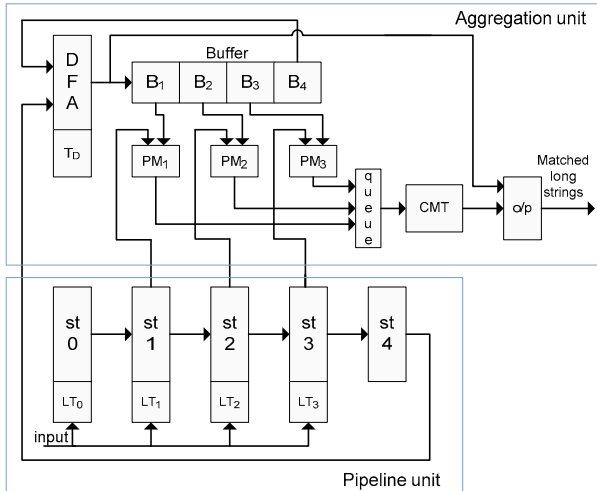 Aggregation unit
Buffer
D
F
A
TD
B1
B2
B3
B4
PM1
PM2
PM3
q
u
e
u
e
CMT
o/p
Matched
long
strings
st
0
st
1
st
2
st
3
st
4
LT0
LT1
LT2
LT3
input
Pipeline unit